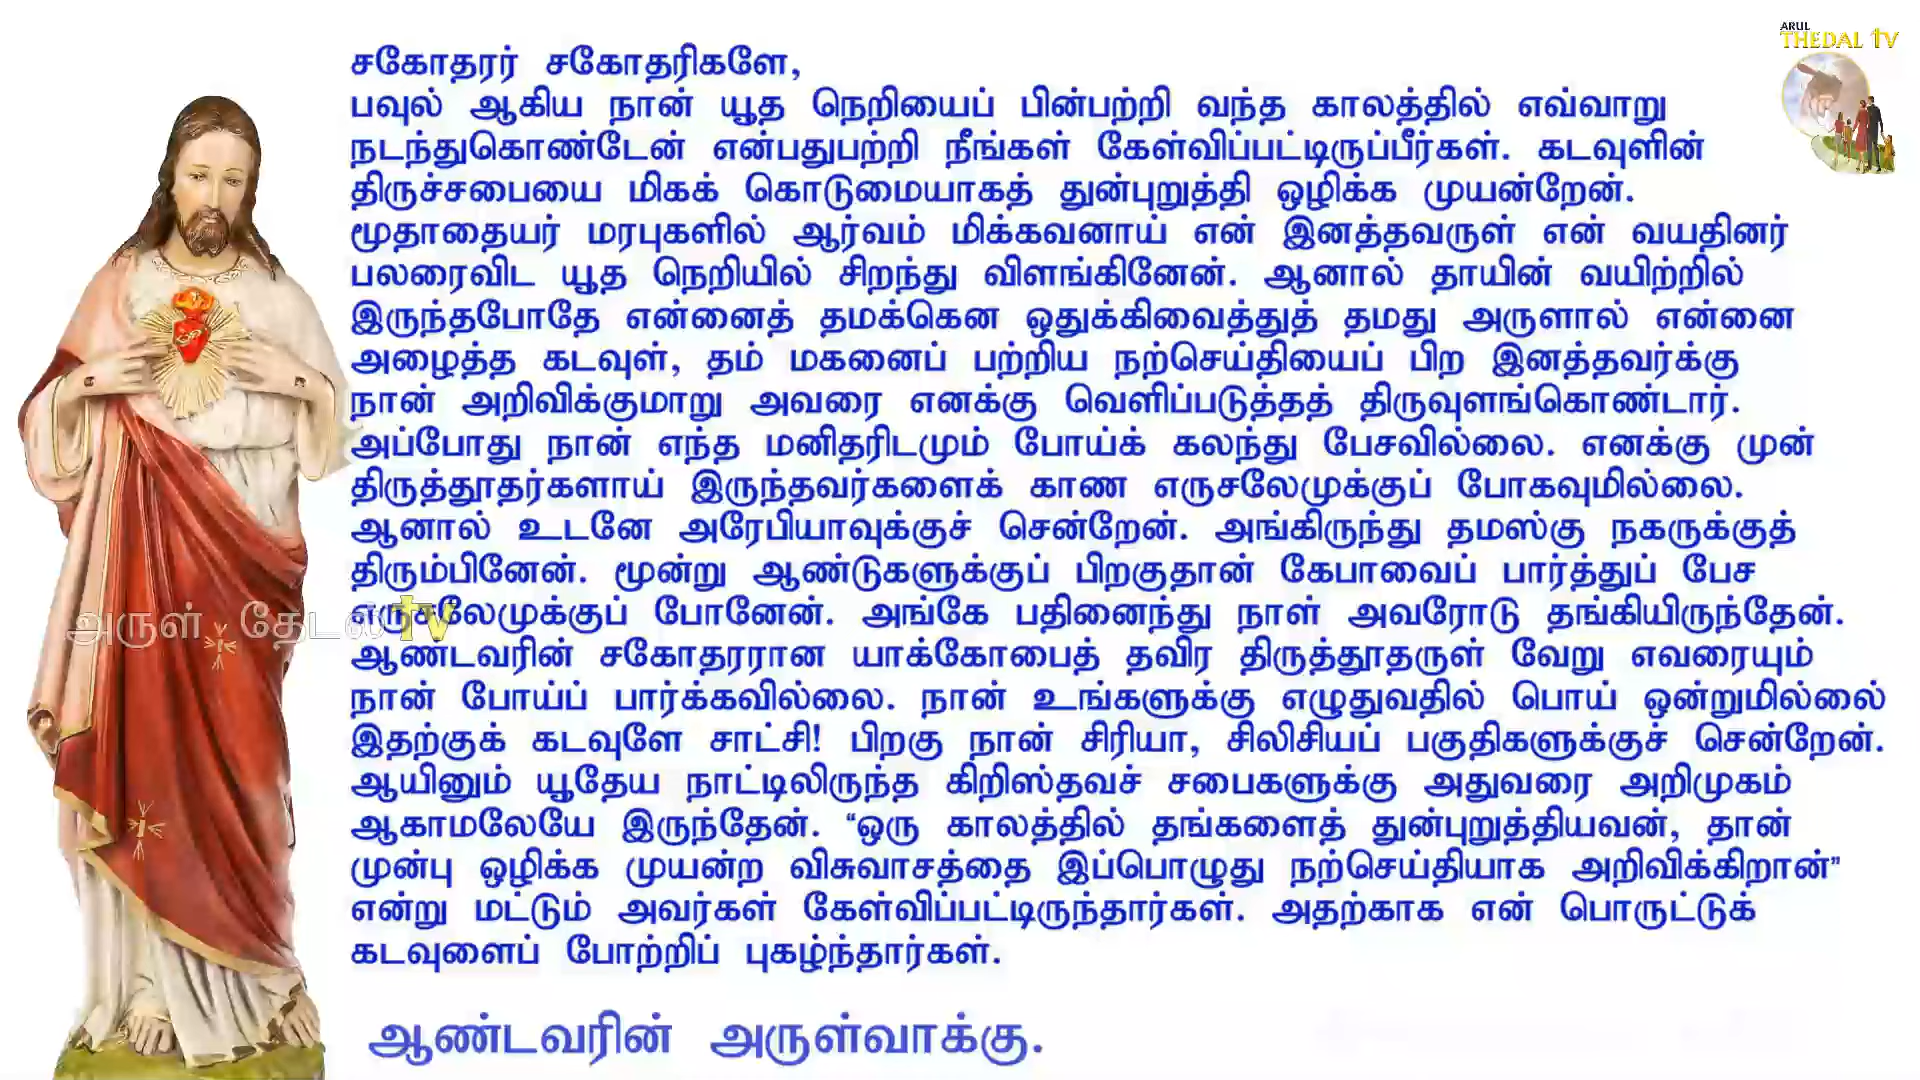 ARUL
THEDAL TV
சகோதரர் சகோதரிகளே,
பவுல் ஆகிய நான் யூத நெறியைப் பின்பற்றி வந்த காலத்தில் எவ்வாறு
நடந்துகொண்டேன் என்பதுபற்றி நீங்கள் கேள்விப்பட்டிருப்பீர்கள். கடவுளின்
திருச்சபையை மிகக் கொடுமையாகத் துன்புறுத்தி ஒழிக்க முயன்றேன்.
மூதாதையர் மரபுகளில் ஆர்வம் மிக்கவனாய் என் இனத்தவருள் என் வயதினர்
பலரைவிட யூத நெறியில் சிறந்து விளங்கினேன். ஆனால் தாயின் வயிற்றில்
இருந்தபோதே என்னைத் தமக்கென ஒதுக்கிவைத்துத் தமது அருளால் என்னை
அழைத்த கடவுள், தம் மகனைப் பற்றிய நற்செய்தியைப் பிற இனத்தவர்க்கு
நான் அறிவிக்குமாறு அவரை எனக்கு வெளிப்படுத்தத் திருவுளங்கொண்டார்.
அப்போது நான் எந்த மனிதரிடமும் போய்க் கலந்து பேசவில்லை. எனக்கு முன்
திருத்தூதர்களாய் இருந்தவர்களைக் காண எருசலேமுக்குப் போகவுமில்லை.
ஆனால் உடனே அரேபியாவுக்குச் சென்றேன். அங்கிருந்து தமஸ்கு நகருக்குத்
திரும்பினேன். மூன்று ஆண்டுகளுக்குப் பிறகுதான் கேபாவைப் பார்த்துப் பேச
எருசலேமுக்குப் போனேன். அங்கே பதினைந்து நாள் அவரோடு தங்கியிருந்தேன்.
அருள் தேடல் TV
ஆண்டவரின் சகோதரரான யாக்கோபைத் தவிர திருத்தூதருள் வேறு எவரையும்
நான் போய்ப் பார்க்கவில்லை. நான் உங்களுக்கு எழுதுவதில் பொய் ஒன்றுமில்லை
இதற்குக் கடவுளே சாட்சி! பிறகு நான் சிரியா, சிலிசியப் பகுதிகளுக்குச் சென்றேன்.
ஆயினும் யூதேய நாட்டிலிருந்த கிறிஸ்தவச் சபைகளுக்கு அதுவரை அறிமுகம்
ஆகாமலேயே இருந்தேன். “ஒரு காலத்தில் தங்களைத் துன்புறுத்தியவன், தான்
முன்பு ஒழிக்க முயன்ற விசுவாசத்தை இப்பொழுது நற்செய்தியாக அறிவிக்கிறான்”
என்று மட்டும் அவர்கள் கேள்விப்பட்டிருந்தார்கள். அதற்காக என் பொருட்டுக்
கடவுளைப் போற்றிப் புகழ்ந்தார்கள்.
ஆண்டவரின் அருள்வாக்கு.